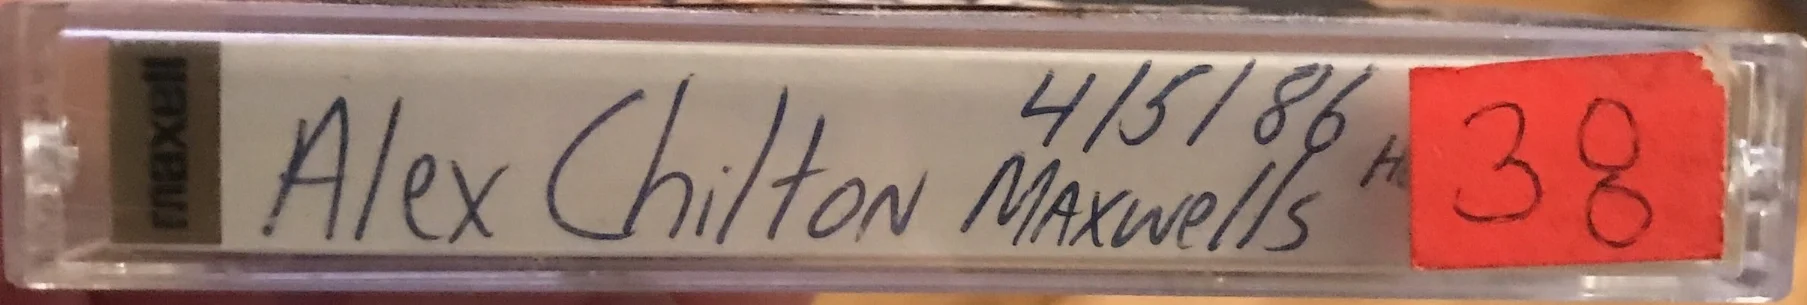 maxell
Alex Chilton
4/5/86
Maxwells
38